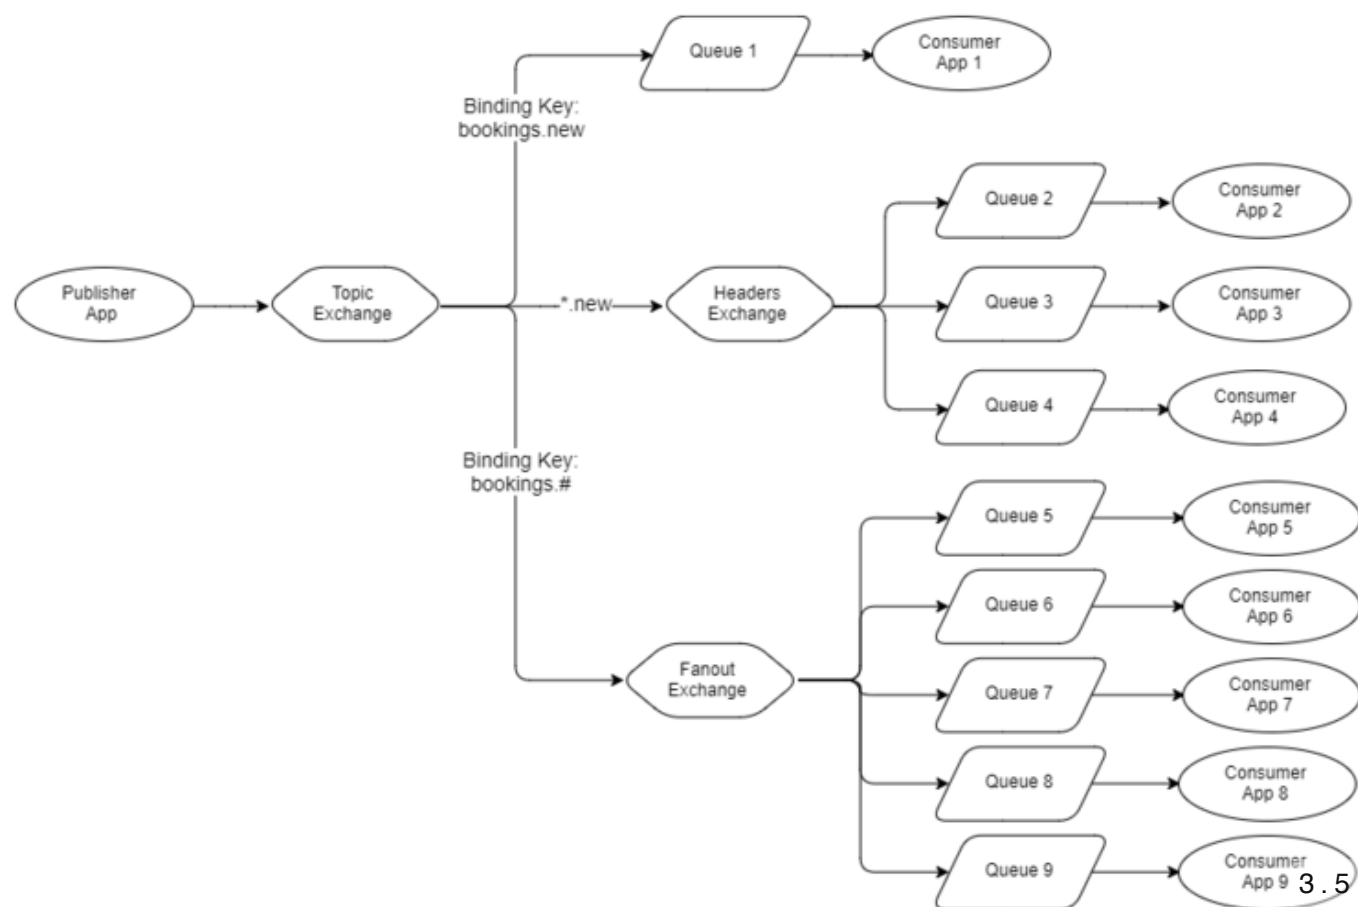 Queue 1
Consumer
App 1
Binding Key:
bookings.new
Queue 2
Consumer
App 2
Publisher
App
Topic
Exchange
*.new
Headers
Exchange
Queue 3
Consumer
App 3
Queue 4
Consumer
App 4
Binding Key:
bookings.#
Queue 5
Consumer
App 5
Queue 6
Consumer
App 6
Fanout
Exchange
Queue 7
Consumer
App 7
Queue 8
Consumer
App 8
Queue 9
Consumer
App 9
3.5